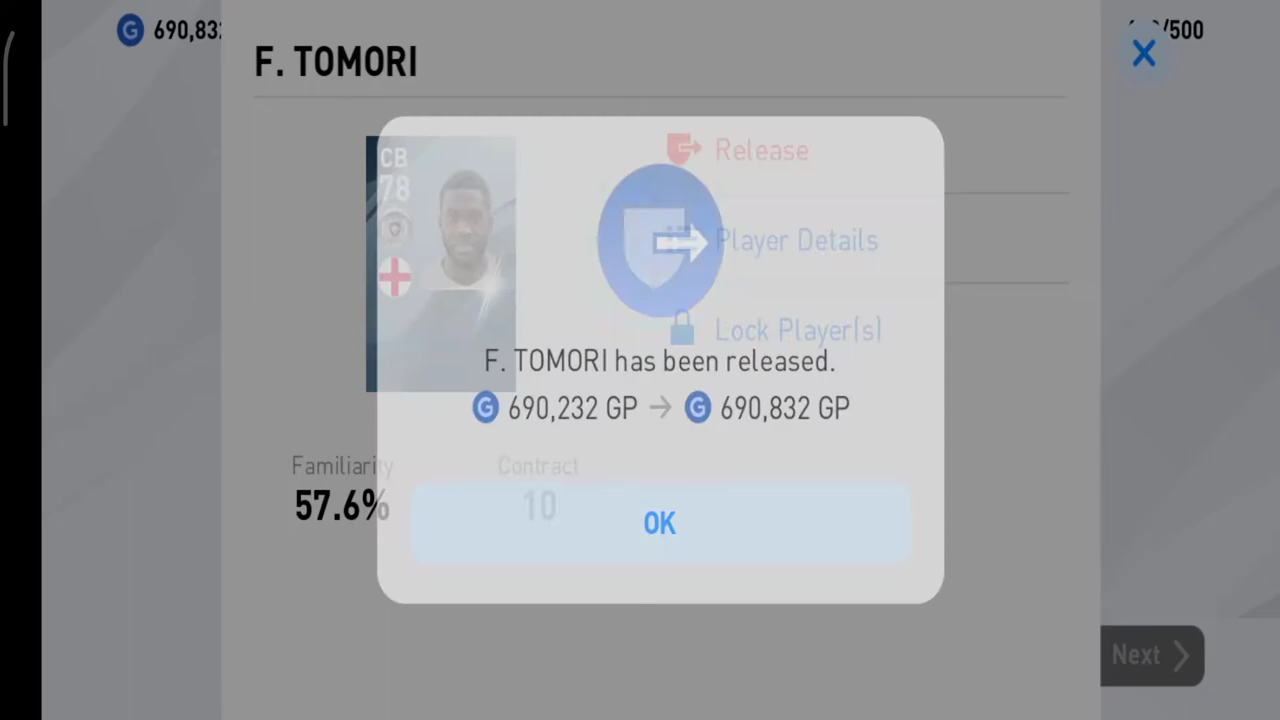 690,83
/500
F. TOMORI
CB
78
Release
Player Details
Lock Player(s)
F. TOMORI has been released.
690,232 GP → 690,832 GP
Familiarity
Contract
57.6%
10
OK
Next